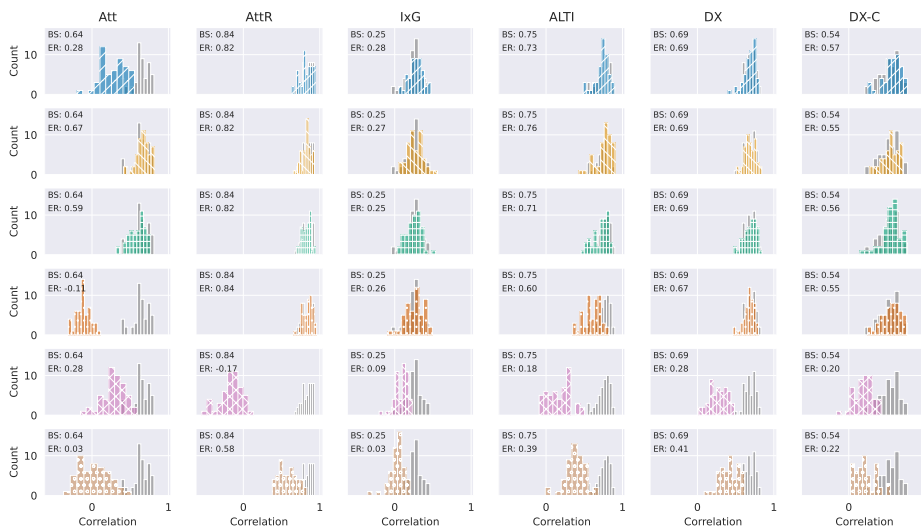 Att AttR IxG ALTI DX DX-C
BS: 0.64 BS: 0.84 BS: 0.25 BS: 0.75 BS: 0.69 BS: 0.54
ER: 0.28 ER: 0.82 ER: 0.28 ER: 0.73 ER: 0.69 ER: 0.57
Count
10
0
BS: 0.64 BS: 0.84 BS: 0.25 BS: 0.75 BS: 0.69 BS: 0.54
ER: 0.67 ER: 0.82 ER: 0.27 ER: 0.76 ER: 0.69 ER: 0.55
Count
10
0
BS: 0.64 BS: 0.84 BS: 0.25 BS: 0.75 BS: 0.69 BS: 0.54
ER: 0.59 ER: 0.82 ER: 0.25 ER: 0.71 ER: 0.69 ER: 0.56
Count
10
0
BS: 0.64 BS: 0.84 BS: 0.25 BS: 0.75 BS: 0.69 BS: 0.54
ER: -0.11 ER: 0.84 ER: 0.26 ER: 0.60 ER: 0.67 ER: 0.55
Count
10
0
BS: 0.64 BS: 0.84 BS: 0.25 BS: 0.75 BS: 0.69 BS: 0.54
ER: 0.28 ER: -0.17 ER: 0.09 ER: 0.18 ER: 0.28 ER: 0.20
Count
10
0
BS: 0.64 BS: 0.84 BS: 0.25 BS: 0.75 BS: 0.69 BS: 0.54
ER: 0.03 ER: 0.58 ER: 0.03 ER: 0.39 ER: 0.41 ER: 0.22
Count
10
0
0 1 0 1 0 1 0 1 0 1 0 1
Correlation Correlation Correlation Correlation Correlation Correlation